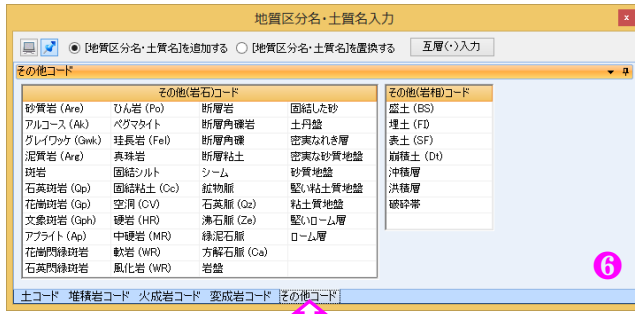 地質区分名・土質名入力
x
[地質区分名・土質名]を追加する [地質区分名・土質名]を置換する 互層(・)入力
その他コード
その他(岩石)コード その他(岩相)コード
砂質岩 (Are) ひん岩 (Po) 断層岩 固結した砂 盛土 (BS)
アルコース (Ak) ペグマタイト 断層角礫岩 土丹盤 埋土 (FI)
グレイワッケ (Gwk) 珪長岩 (Fel) 断層角礫 密実なれき層 表土 (SF)
泥質岩 (Arg) 真珠岩 断層粘土 密実な砂質地盤 崩積土 (Dt)
斑岩 固結シルト シーム 砂質地盤 沖積層
石英斑岩 (Qp) 固結粘土 (Cc) 鉱物脈 堅い粘土質地盤 洪積層
花崗斑岩 (Gp) 空洞 (CV) 石英脈 (Qz) 粘土質地盤 破砕帯
文象斑岩 (Gph) 硬岩 (HR) 沸石脈 (Ze) 堅いローム層
アプライト (Ap) 中硬岩 (MR) 緑泥石脈 ローム層
花崗閃緑斑岩 軟岩 (WR) 方解石脈 (Ca)
石英閃緑斑岩 風化岩 (WR) 岩盤
6
土コード 堆積岩コード 火成岩コード 変成岩コード その他コード